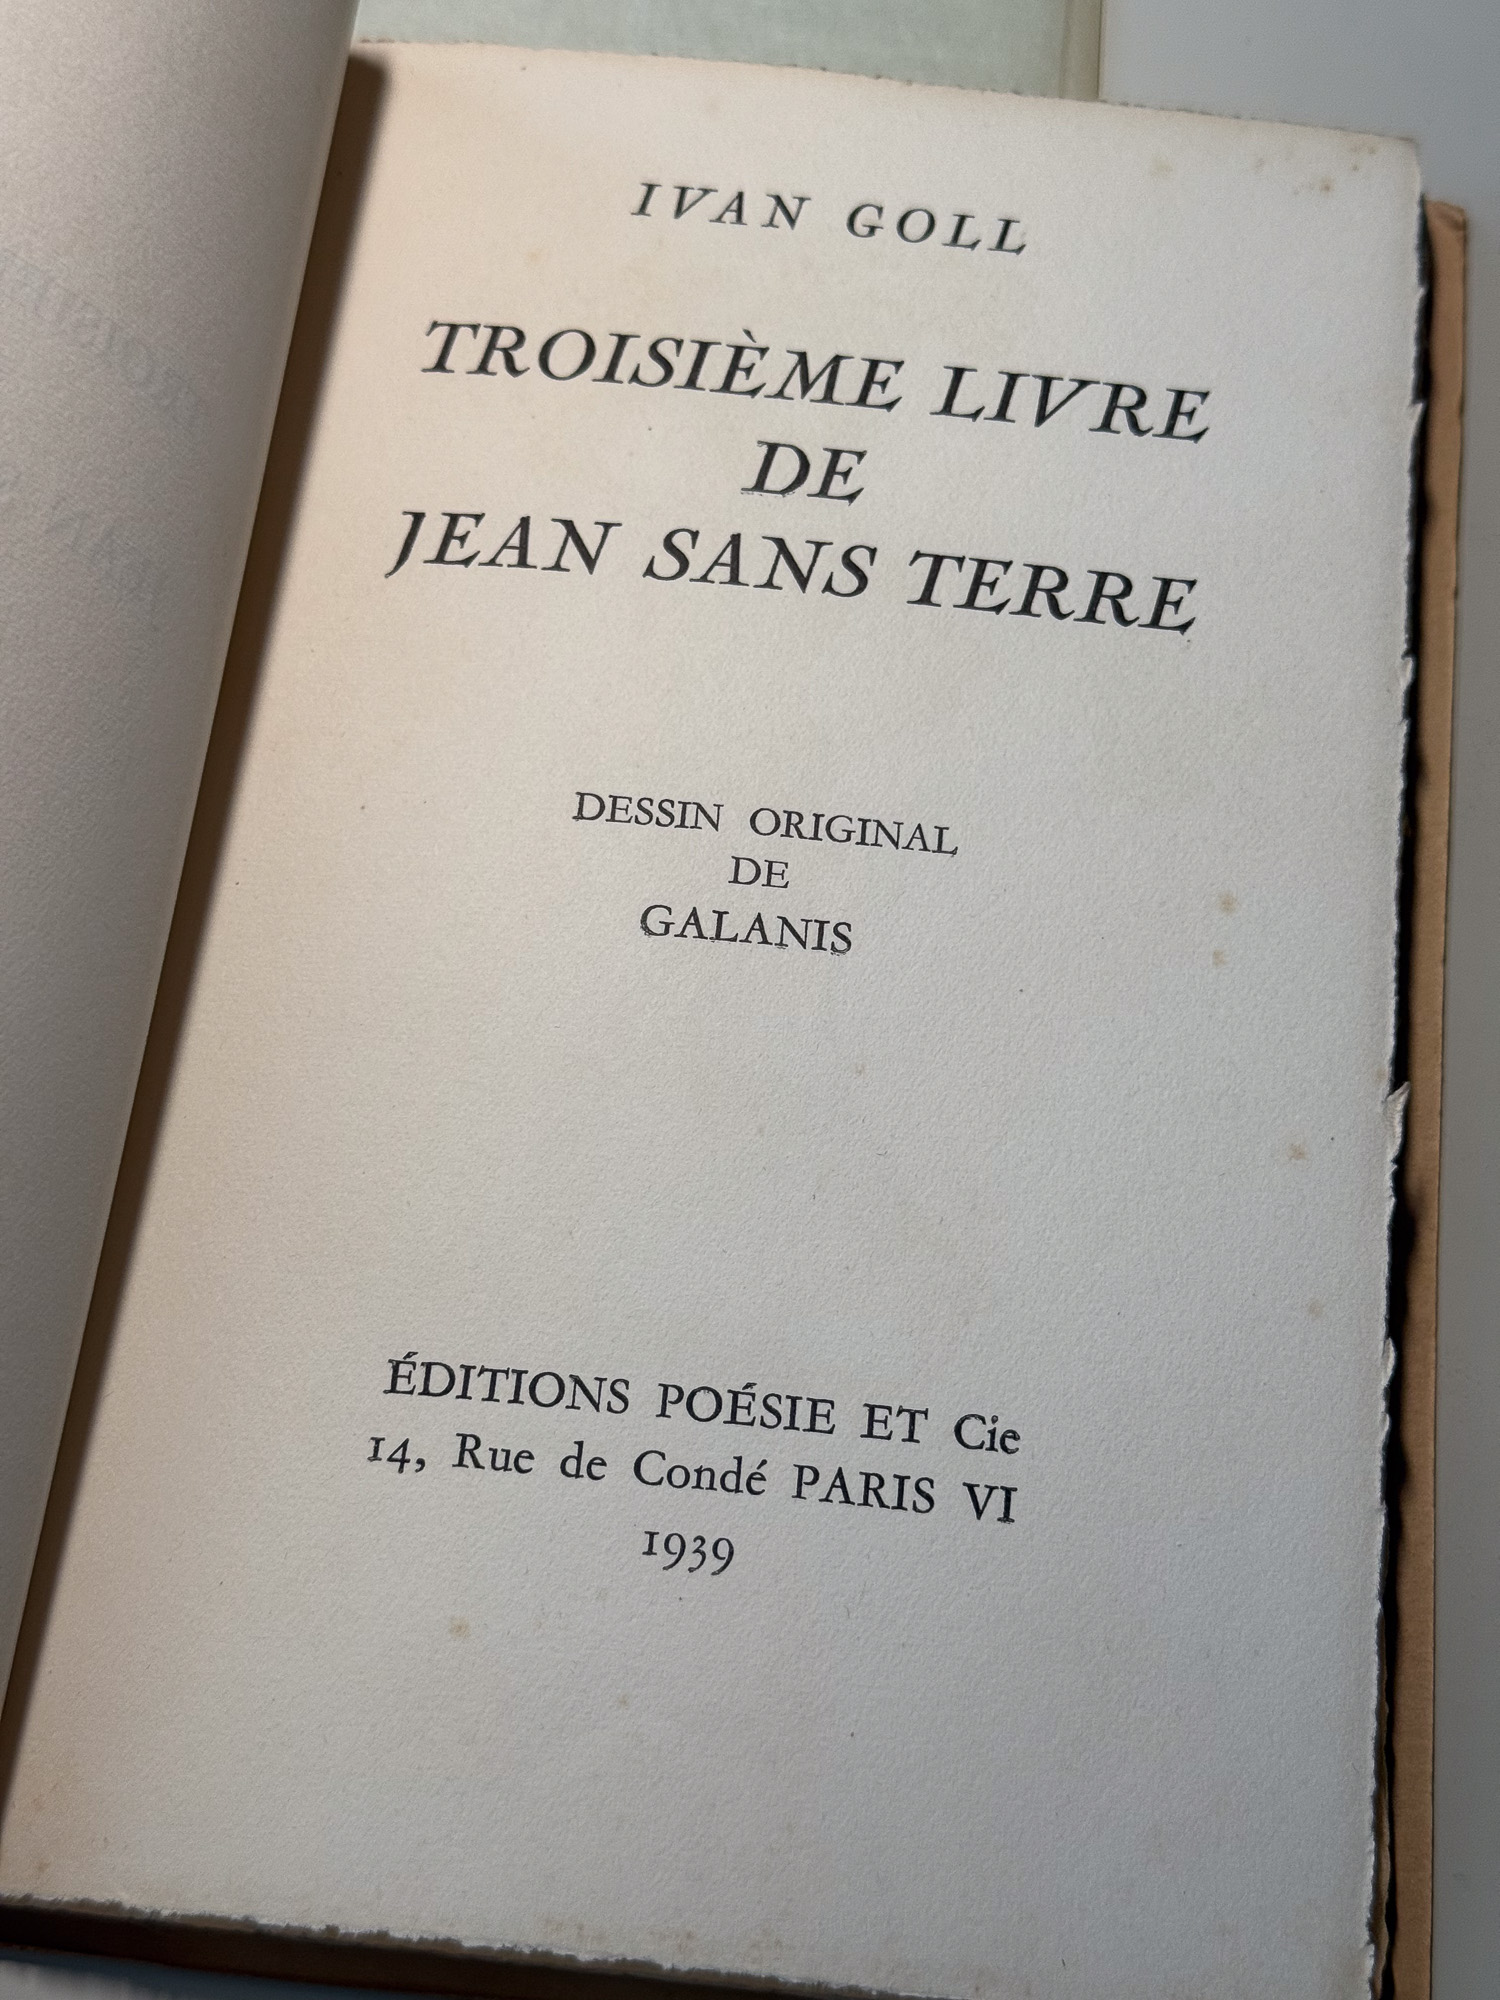 IVAN GOLL
TROISIÈME LIVRE
DE
JEAN SANS TERRE
DESSIN ORIGINAL
DE
GALANIS
ÉDITIONS POÉSIE ET Cie
14, Rue de Condé PARIS VI
1939